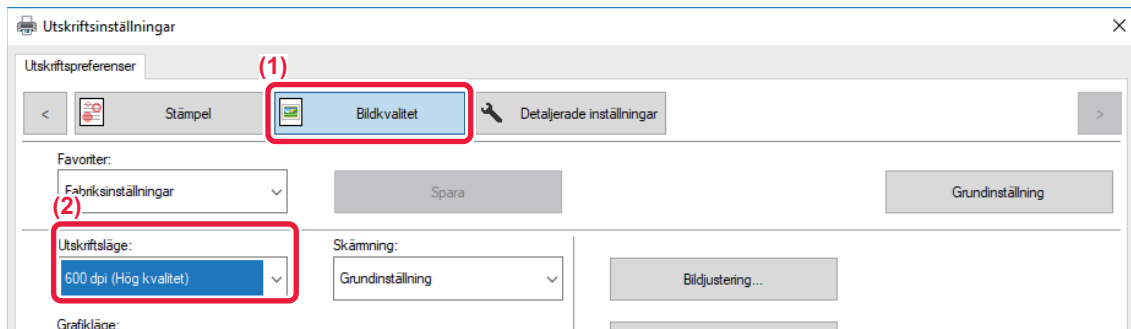 Utskriftsinställningar
Utskriftspreferenser
(1)
<
Stämpel
Bildkvalitet
Detaljerade inställningar
>
Favoriter:
Fabriksinställningar
Spara
Grundinställning
(2)
Utskriftsläge:
Skärmning:
600 dpi (Hög kvalitet)
Grundinställning
Bildjustering...
Grafikläge: